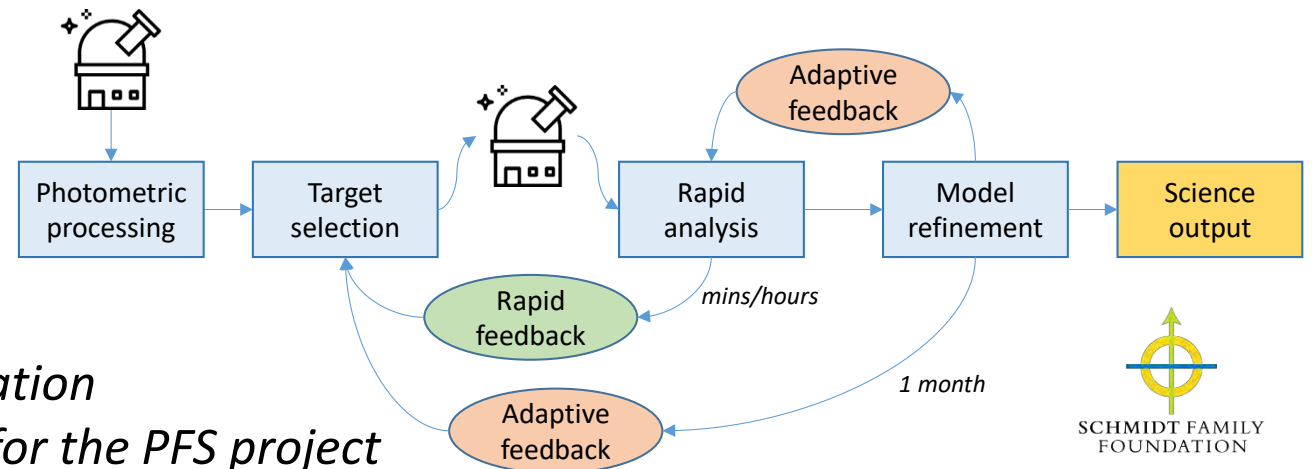 Adaptive
feedback
Photometric
processing
Target
selection
Rapid
analysis
Model
refinement
Science
output
Rapid
feedback
mins/hours
Adaptive
feedback
1 month
for the PFS project
SCHMIDT FAMILY
FOUNDATION